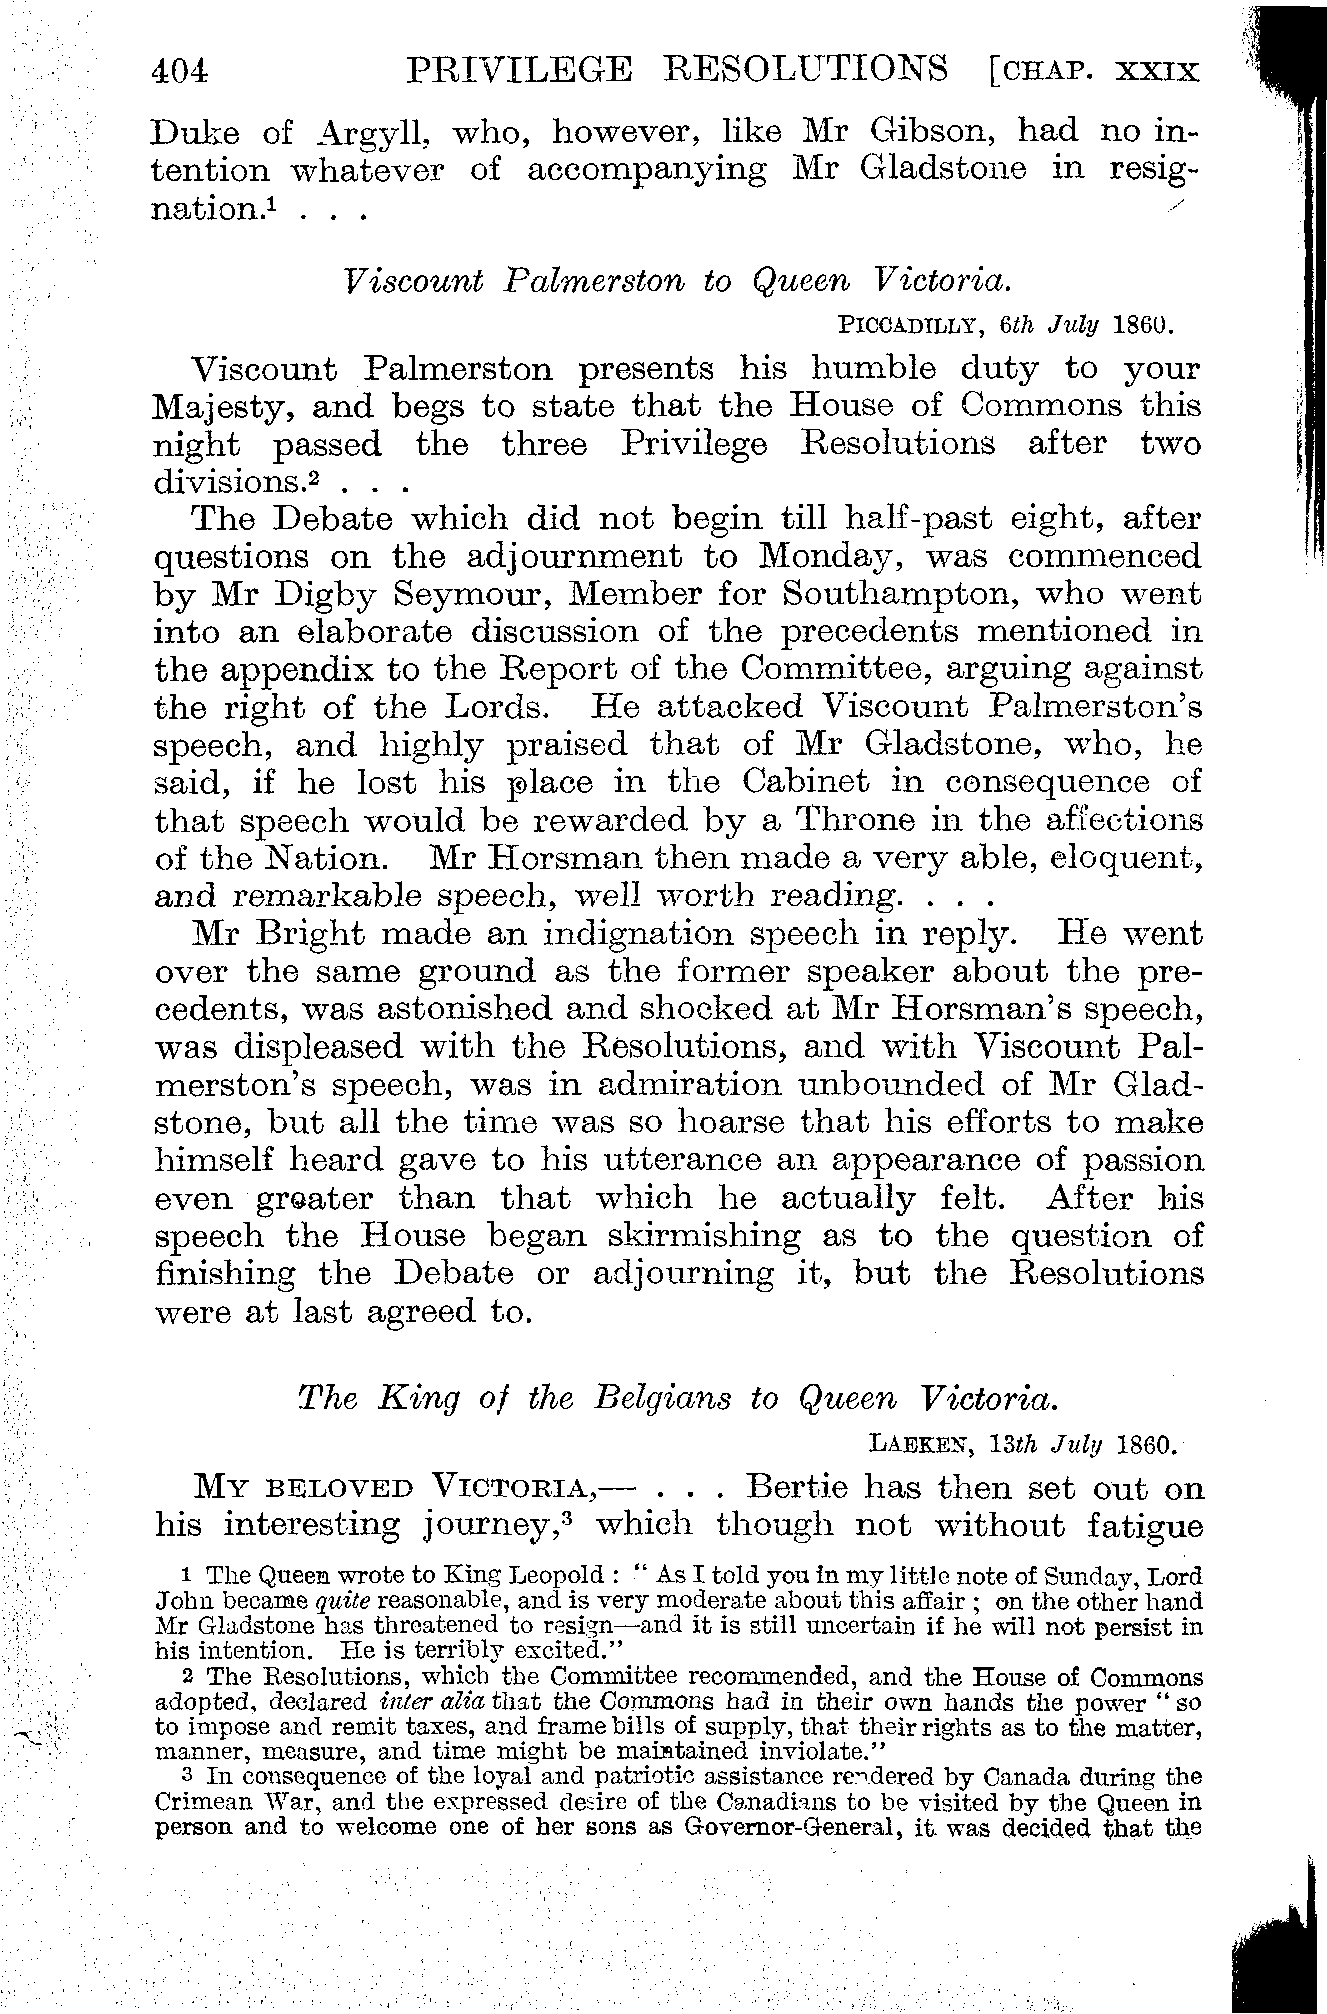 404 PRIVILEGE RESOLUTIONS [CHAP. XXIX
Duke of Argyll, who, however, like Mr Gibson, had no in-
tention whatever of accompanying Mr Gladstone in resig-
nation.¹ . . .
Viscount Palmerston to Queen Victoria.
PICCADILLY, 6th July 1860.
Viscount Palmerston presents his humble duty to your
Majesty, and begs to state that the House of Commons this
night passed the three Privilege Resolutions after two
divisions.² . . .
The Debate which did not begin till half-past eight, after
questions on the adjournment to Monday, was commenced
by Mr Digby Seymour, Member for Southampton, who went
into an elaborate discussion of the precedents mentioned in
the appendix to the Report of the Committee, arguing against
the right of the Lords. He attacked Viscount Palmerston's
speech, and highly praised that of Mr Gladstone, who, he
said, if he lost his place in the Cabinet in consequence of
that speech would be rewarded by a Throne in the affections
of the Nation. Mr Horsman then made a very able, eloquent,
and remarkable speech, well worth reading. . . .
Mr Bright made an indignation speech in reply. He went
over the same ground as the former speaker about the pre-
cedents, was astonished and shocked at Mr Horsman's speech,
was displeased with the Resolutions, and with Viscount Pal-
merston's speech, was in admiration unbounded of Mr Glad-
stone, but all the time was so hoarse that his efforts to make
himself heard gave to his utterance an appearance of passion
even greater than that which he actually felt. After his
speech the House began skirmishing as to the question of
finishing the Debate or adjourning it, but the Resolutions
were at last agreed to.
The King of the Belgians to Queen Victoria.
LAEKEN, 13th July 1860.
MY BELOVED VICTORIA,— . . . Bertie has then set out on
his interesting journey,³ which though not without fatigue
1 The Queen wrote to King Leopold : " As I told you in my little note of Sunday, Lord
John became quite reasonable, and is very moderate about this affair ; on the other hand
Mr Gladstone has threatened to resign—and it is still uncertain if he will not persist in
his intention. He is terribly excited."
2 The Resolutions, which the Committee recommended, and the House of Commons
adopted, declared inter alia that the Commons had in their own hands the power " so
to impose and remit taxes, and frame bills of supply, that their rights as to the matter,
manner, measure, and time might be maintained inviolate."
3 In consequence of the loyal and patriotic assistance rendered by Canada during the
Crimean War, and the expressed desire of the Canadians to be visited by the Queen in
person and to welcome one of her sons as Governor-General, it was decided that the